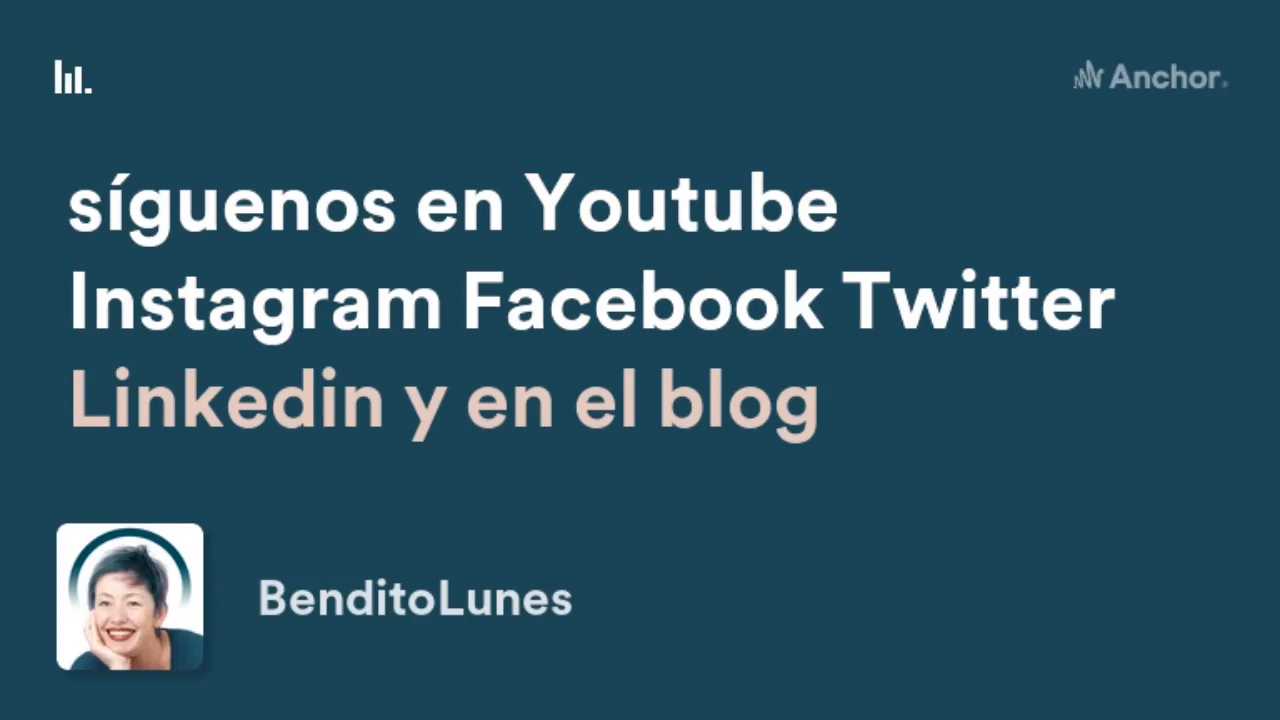 Anchor
síguenos en Youtube
Instagram Facebook Twitter
Linkedin y en el blog
BenditoLunes